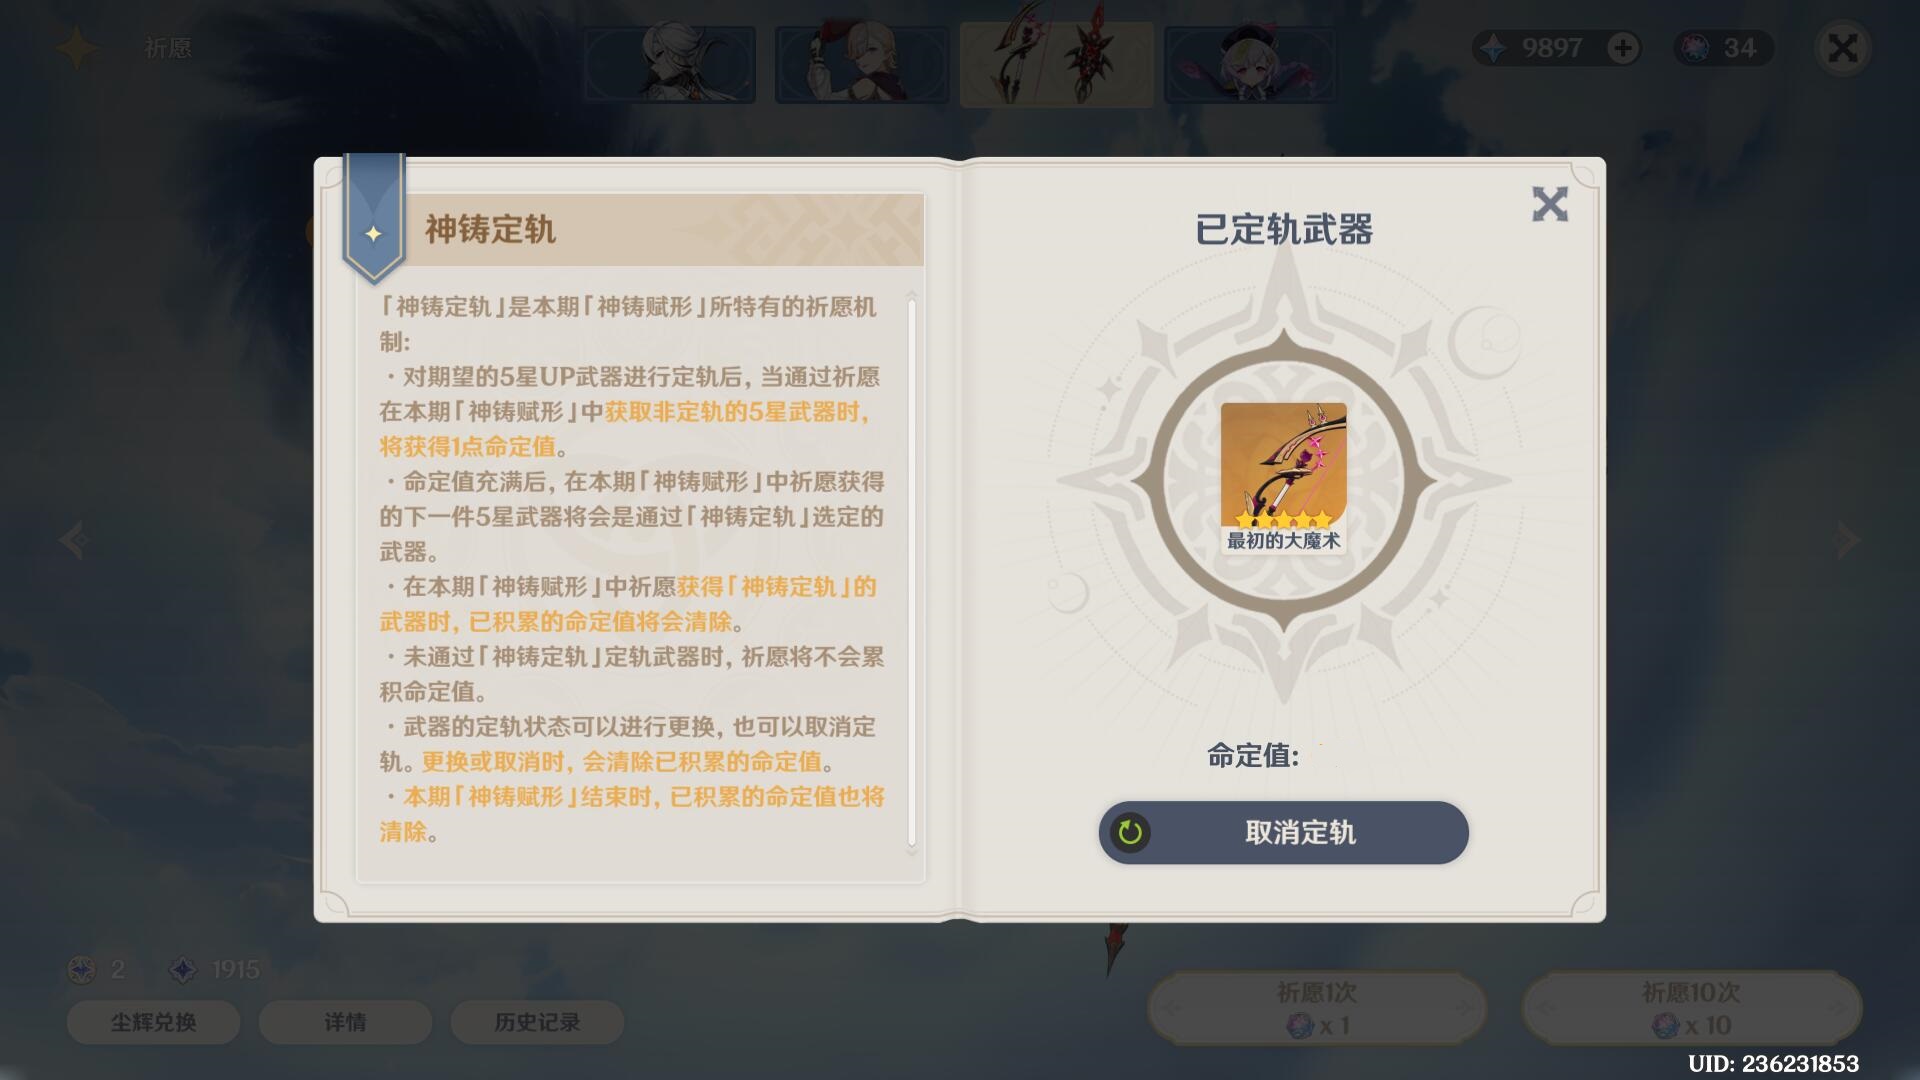 祈愿
9897
34
神铸定轨
「神铸定轨」是本期「神铸赋形」所特有的祈愿机
制:
·对期望的5星UP武器进行定轨后,当通过祈愿
在本期「神铸赋形」中获取非定轨的5星武器时,
将获得1点命定值。
·命定值充满后,在本期「神铸赋形」中祈愿获得
的下一件5星武器将会是通过「神铸定轨」选定的
武器。
·在本期「神铸赋形」中祈愿获得「神铸定轨」的
武器时,已积累的命定值将会清除。
·未通过「神铸定轨」定轨武器时,祈愿将不会累
积命定值。
·武器的定轨状态可以进行更换,也可以取消定
轨。更换或取消时,会清除已积累的命定值。
·本期「神铸赋形」结束时,已积累的命定值也将
清除。
已定轨武器
最初的大魔术
命定值:
取消定轨
2
1915
尘辉兑换
详情
历史记录
祈愿1次
x 1
祈愿10次
x 10
UID: 236231853